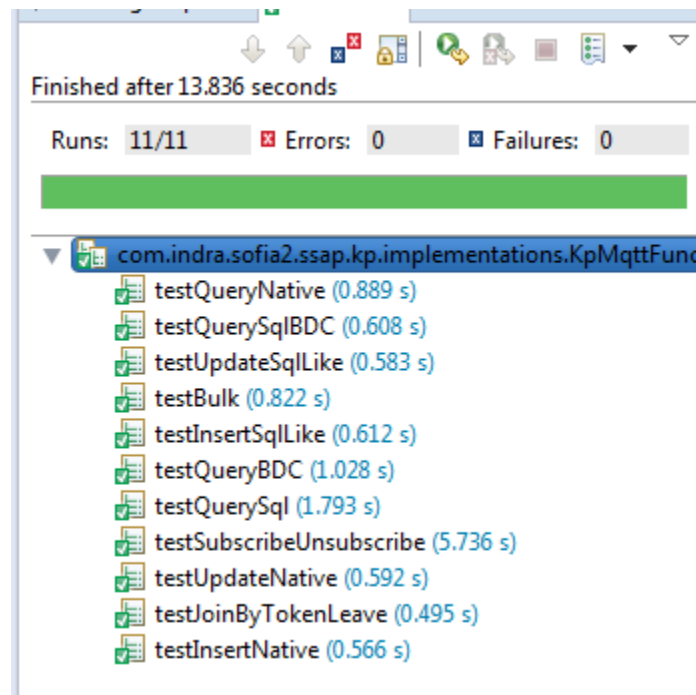 Finished after 13.836 seconds
Runs: 11/11 Errors: 0 Failures: 0
com.indra.sofia2.ssap.kp.implementations.KpMqttFunc
testQueryNative (0.889 s)
testQuerySqlBDC (0.608 s)
testUpdateSqlLike (0.583 s)
testBulk (0.822 s)
testInsertSqlLike (0.612 s)
testQueryBDC (1.028 s)
testQuerySql (1.793 s)
testSubscribeUnsubscribe (5.736 s)
testUpdateNative (0.592 s)
testJoinByTokenLeave (0.495 s)
testInsertNative (0.566 s)